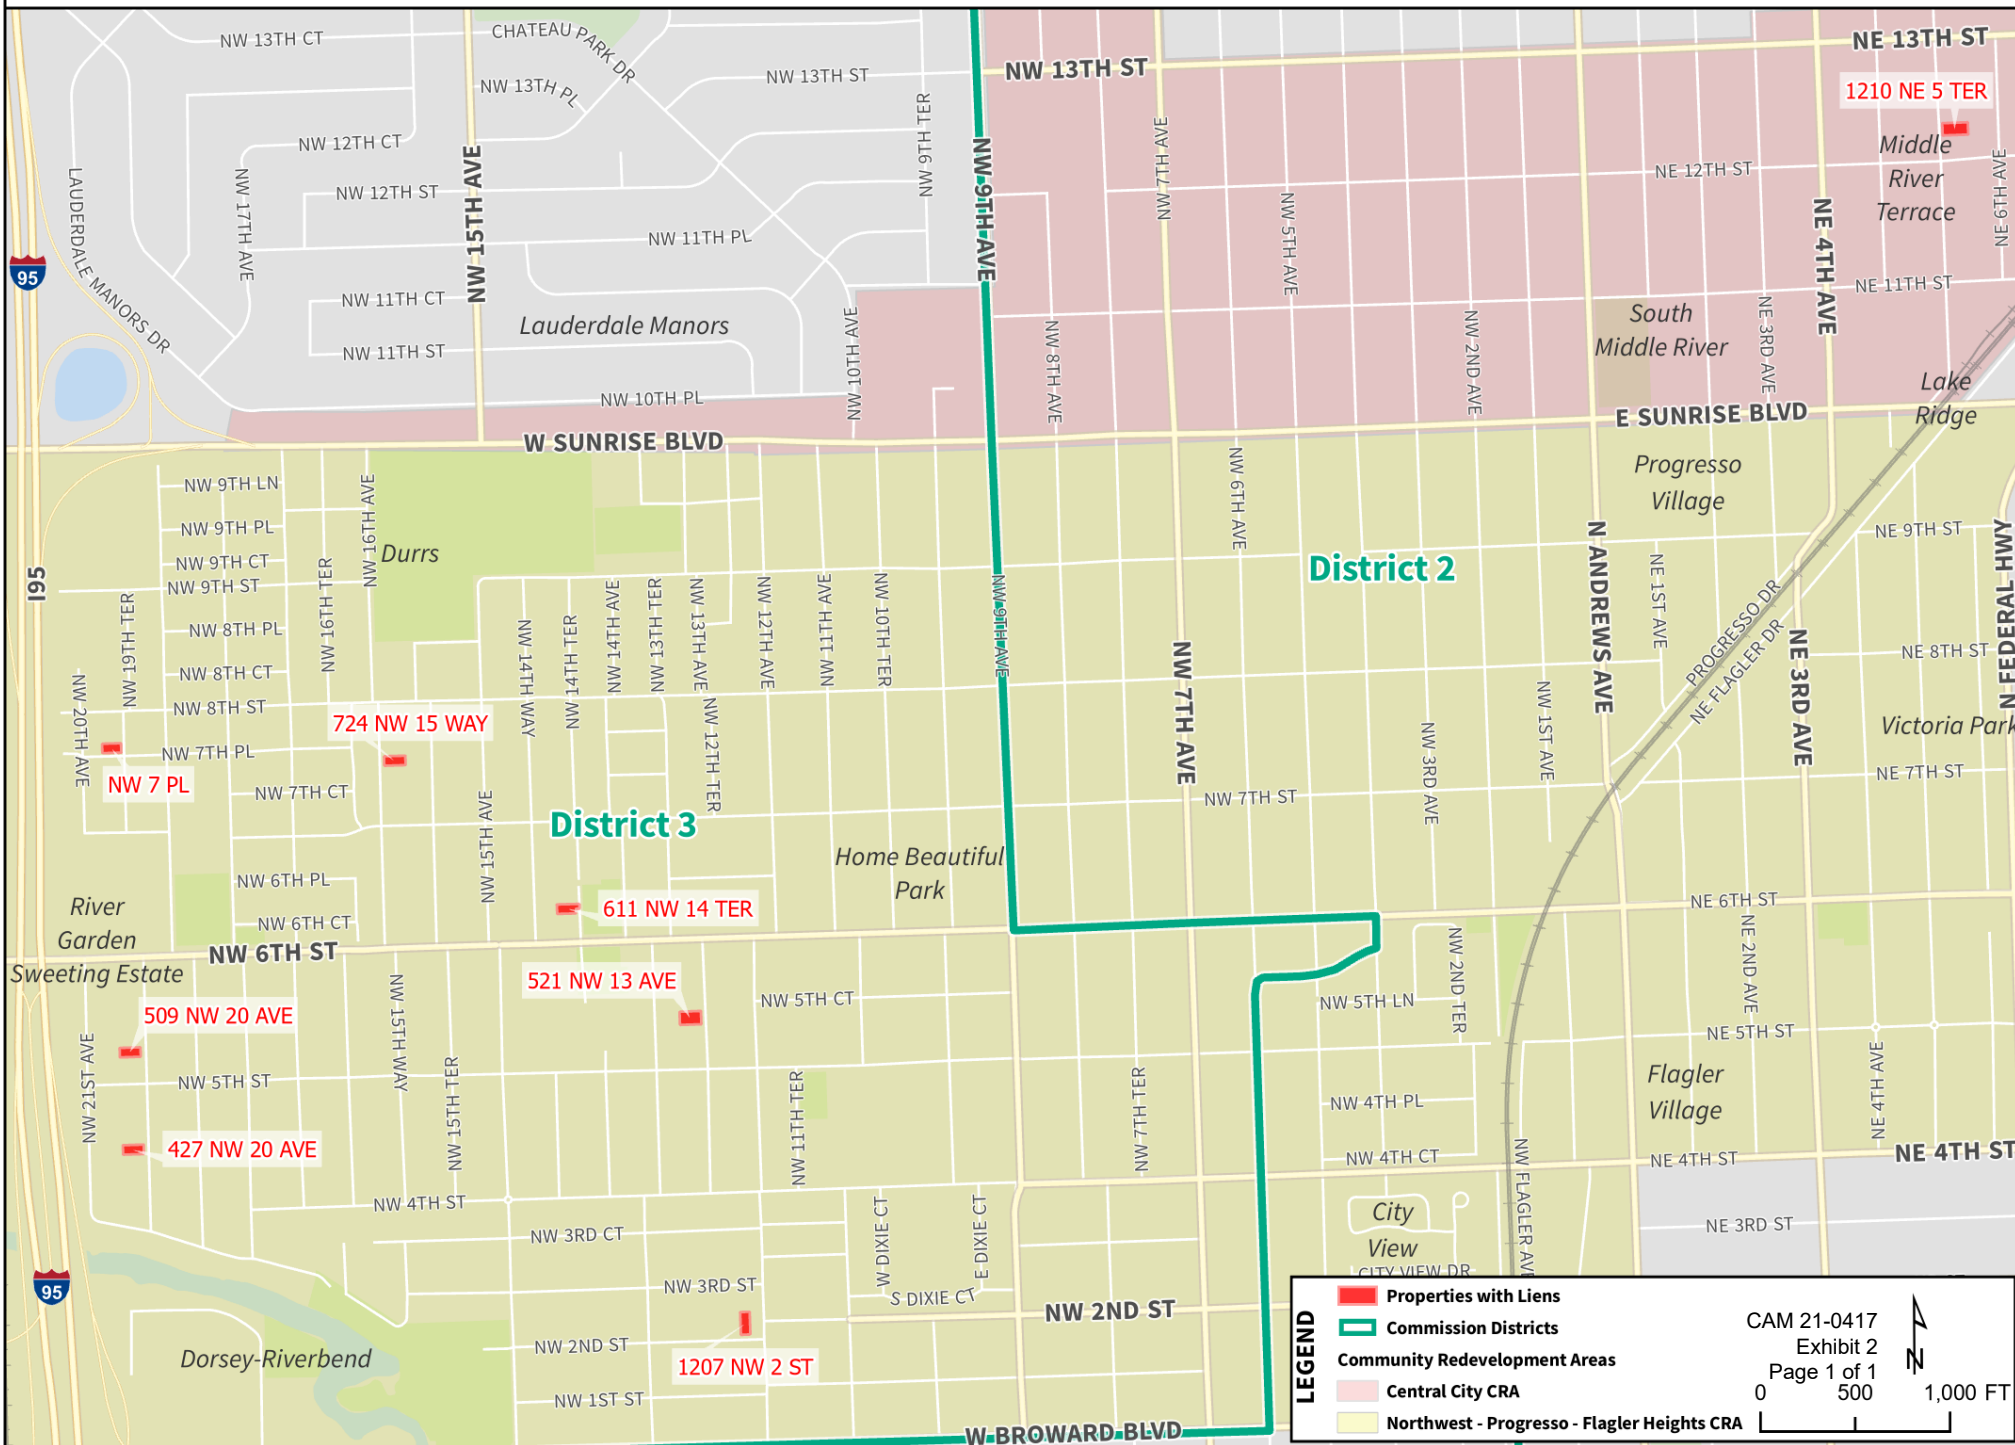 NW 13TH CT
CHATEAU PARK DR
NW 13TH PL
NW 13TH ST
NW 13TH ST
NE 13TH ST
1210 NE 5 TER
NW 12TH CT
NW 9TH TER
NW 7TH AVE
Middle
River
Terrace
NE 6TH AVE
LAUDERDALE MANORS DR
NW 17TH AVE
NW 15TH AVE
NW 12TH ST
NW 9TH AVE
NE 12TH ST
NW 5TH AVE
NE 4TH AVE
NW 11TH PL
95
NW 11TH CT
Lauderdale Manors
NW 11TH ST
NW 10TH AVE
NW 8TH AVE
NW 2ND AVE
South
Middle River
NE 3RD AVE
NE 11TH ST
NW 10TH PL
Lake
Ridge
W SUNRISE BLVD
E SUNRISE BLVD
NW 9TH LN
NW 16TH AVE
NW 6TH AVE
Progresso
Village
NW 9TH PL
Durrs
NW 9TH CT
NW 9TH ST
I95
NW 19TH TER
NW 16TH TER
District 2
N ANDREWS AVE
NE 1ST AVE
NE 9TH ST
N FEDERAL HWY
NW 8TH PL
NW 14TH WAY
NW 14TH TER
NW 14TH AVE
NW 13TH TER
NW 13TH AVE
NW 12TH AVE
NW 11TH AVE
NW 10TH TER
NW 9TH AVE
PROGRESSO DR
NE FLAGLER DR
NE 3RD AVE
NE 8TH ST
NW 8TH CT
NW 20TH AVE
NW 8TH ST
724 NW 15 WAY
NW 12TH TER
NW 7TH AVE
NW 3RD AVE
NW 1ST AVE
Victoria Park
NW 7TH PL
NW 7 PL
NW 7TH CT
NW 15TH AVE
District 3
NW 7TH ST
NE 7TH ST
Home Beautiful
Park
NW 6TH PL
River
Garden
Sweeting Estate
NW 6TH CT
611 NW 14 TER
NE 6TH ST
NW 6TH ST
521 NW 13 AVE
NW 2ND TER
NE 2ND AVE
NW 15TH WAY
NW 5TH CT
NW 5TH LN
509 NW 20 AVE
NE 5TH ST
NW 21ST AVE
NW 5TH ST
NW 15TH TER
NW 11TH TER
NW 7TH TER
NW 4TH PL
Flagler
Village
NE 4TH AVE
427 NW 20 AVE
NW 4TH CT
NE 4TH ST
NE 4TH ST
NW 4TH ST
W DIXIE CT
E DIXIE CT
City
View
NW FLAGLER AVE
NE 3RD ST
NW 3RD CT
CITY VIEW DR
95
NW 3RD ST
S DIXIE CT
NW 2ND ST
NW 2ND ST
Dorsey-Riverbend
1207 NW 2 ST
NW 1ST ST
W BROWARD BLVD
LEGEND
Properties with Liens
Commission Districts
Community Redevelopment Areas
Central City CRA
Northwest - Progresso - Flagler Heights CRA
CAM 21-0417
Exhibit 2
Page 1 of 1
N
0 500 1,000 FT